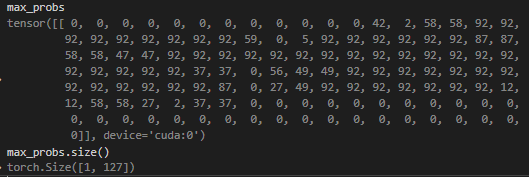 max_probs
tensor([[ 0, 0, 0, 0, 0, 0, 0, 0, 0, 0, 0, 0, 42, 2, 58, 58, 92, 92,
92, 92, 92, 92, 92, 92, 92, 59, 0, 5, 92, 92, 92, 92, 92, 92, 87, 87,
58, 58, 47, 47, 92, 92, 92, 92, 92, 92, 92, 92, 92, 92, 92, 92, 92, 92,
92, 92, 92, 92, 92, 92, 37, 37, 0, 56, 49, 49, 92, 92, 92, 92, 92, 92,
92, 92, 92, 92, 92, 92, 92, 87, 0, 27, 49, 92, 92, 92, 92, 92, 92, 12,
12, 58, 58, 27, 2, 37, 37, 0, 0, 0, 0, 0, 0, 0, 0, 0, 0, 0,
0, 0, 0, 0, 0, 0, 0, 0, 0, 0, 0, 0, 0, 0, 0, 0, 0, 0,
0]], device='cuda:0')
max_probs.size()
torch.Size([1, 127])